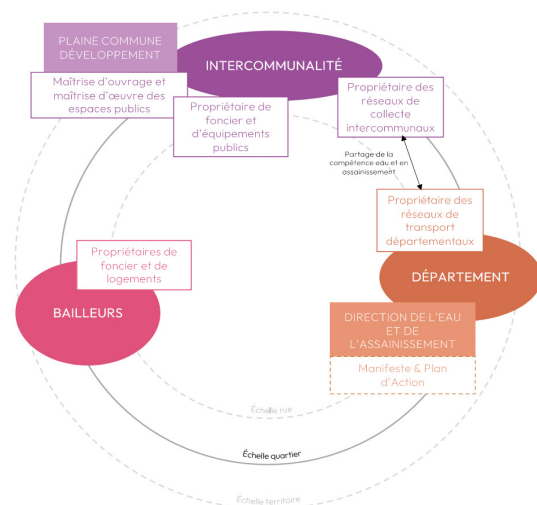 PLAINE COMMUNE
DÉVELOPPEMENT
INTERCOMMUNALITÉ
Maîtrise d'ouvrage et
maîtrise d'œuvre des
espaces publics
Propriétaire de
foncier et
d'équipements
publics
Propriétaire des
réseaux de
collecte
intercommunaux
Partage de la
compétence eau et en
assainissement
Propriétaire des
réseaux de
transport
départementaux
Propriétaires de
foncier et de
logements
BAILLEURS
DÉPARTEMENT
DIRECTION DE L'EAU
ET DE
L'ASSAINISSEMENT
Manifeste & Plan
d'Action
Échelle rue
Échelle quartier
Échelle territoire